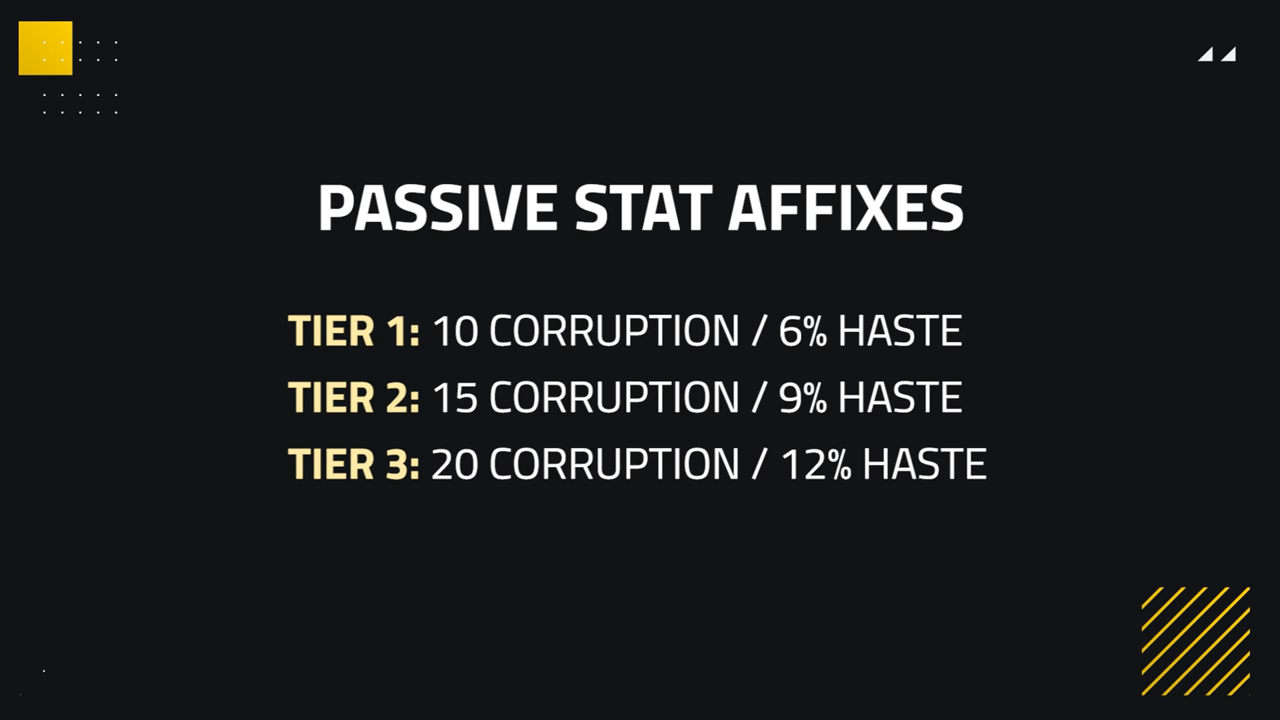 PASSIVE STAT AFFIXES
TIER 1: 10 CORRUPTION / 6% HASTE
TIER 2: 15 CORRUPTION / 9% HASTE
TIER 3: 20 CORRUPTION / 12% HASTE